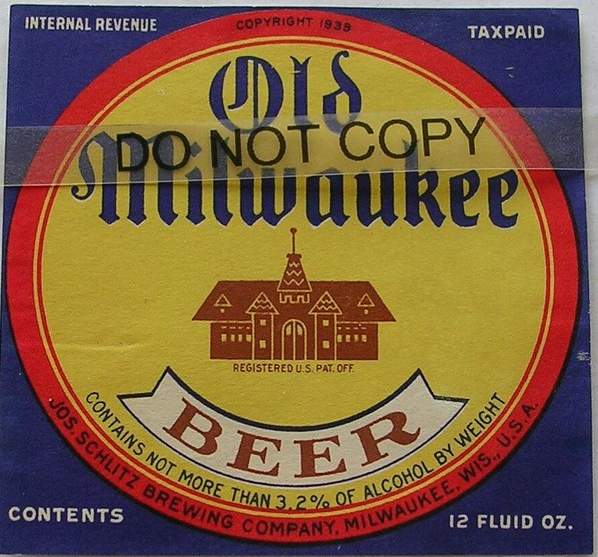 INTERNAL REVENUE
COPYRIGHT 1938
TAXPAID
Old
DO NOT COPY
Milwaukee
REGISTERED U.S. PAT. OFF.
BEER
CONTAINS NOT MORE THAN 3.2% OF ALCOHOL BY WEIGHT
JOS. SCHLITZ BREWING COMPANY, MILWAUKEE, WIS., U.S.A.
CONTENTS
12 FLUID OZ.